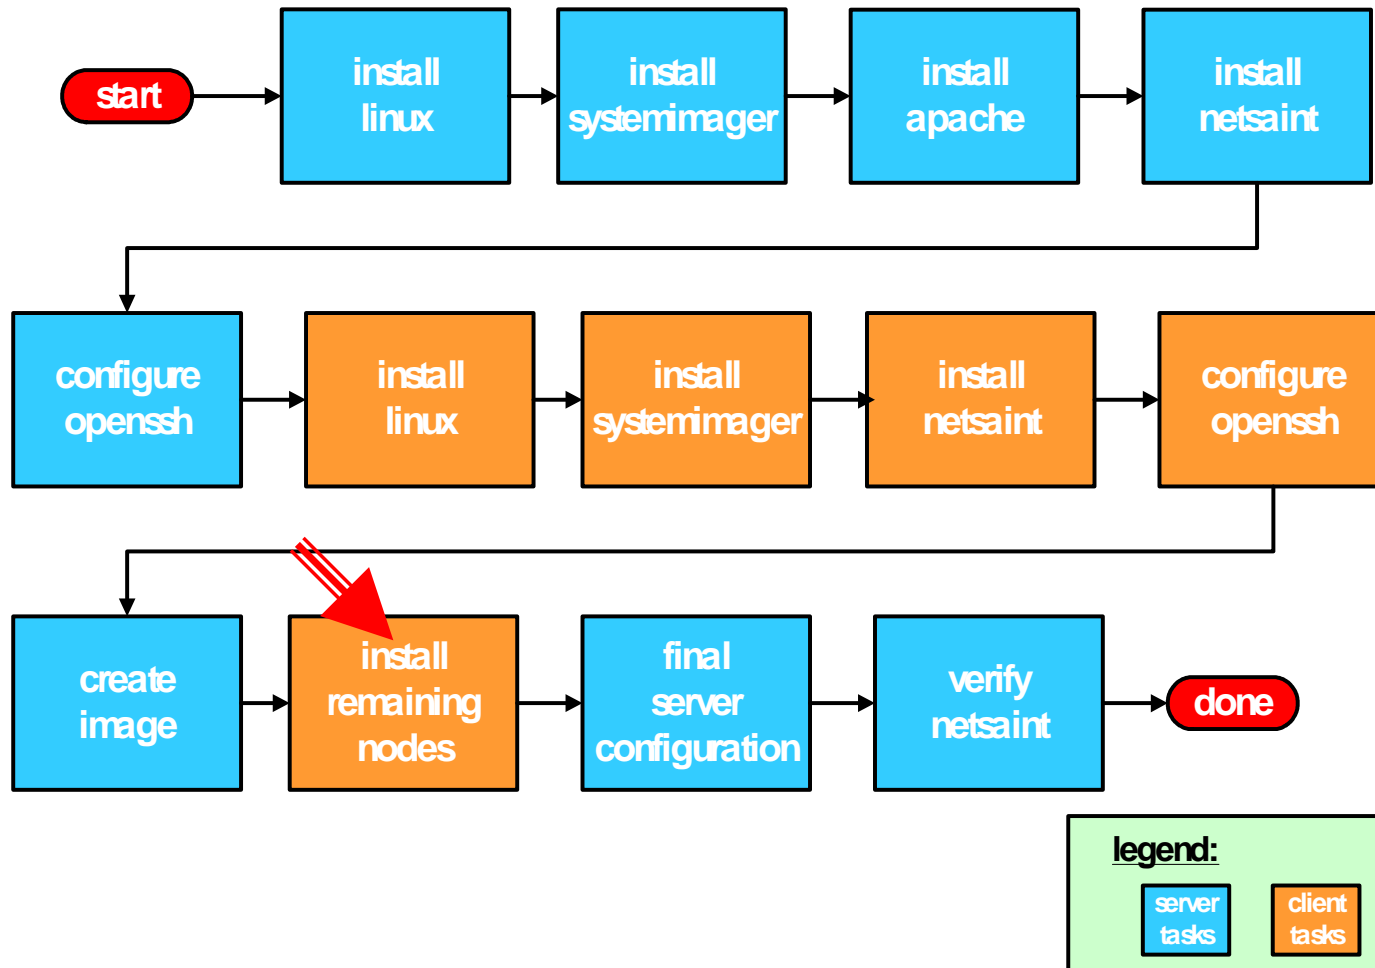 start
install
linux
install
systemimager
install
apache
install
netsaint
configure
openssh
install
linux
install
systemimager
install
netsaint
configure
openssh
create
image
install
remaining
nodes
final
server
configuration
verify
netsaint
done
legend:
server
tasks
client
tasks